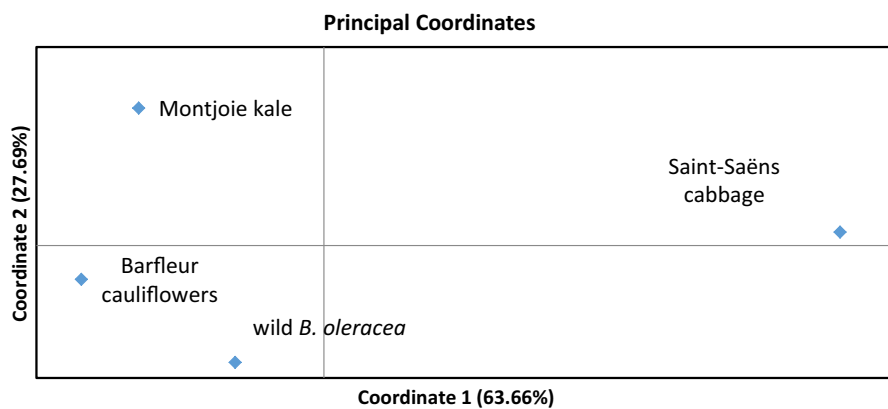 Principal Coordinates
Coordinate 2 (27.69%)
Montjoie kale
Saint-Saëns
cabbage
Barfleur
cauliflowers
wild B. oleracea
Coordinate 1 (63.66%)